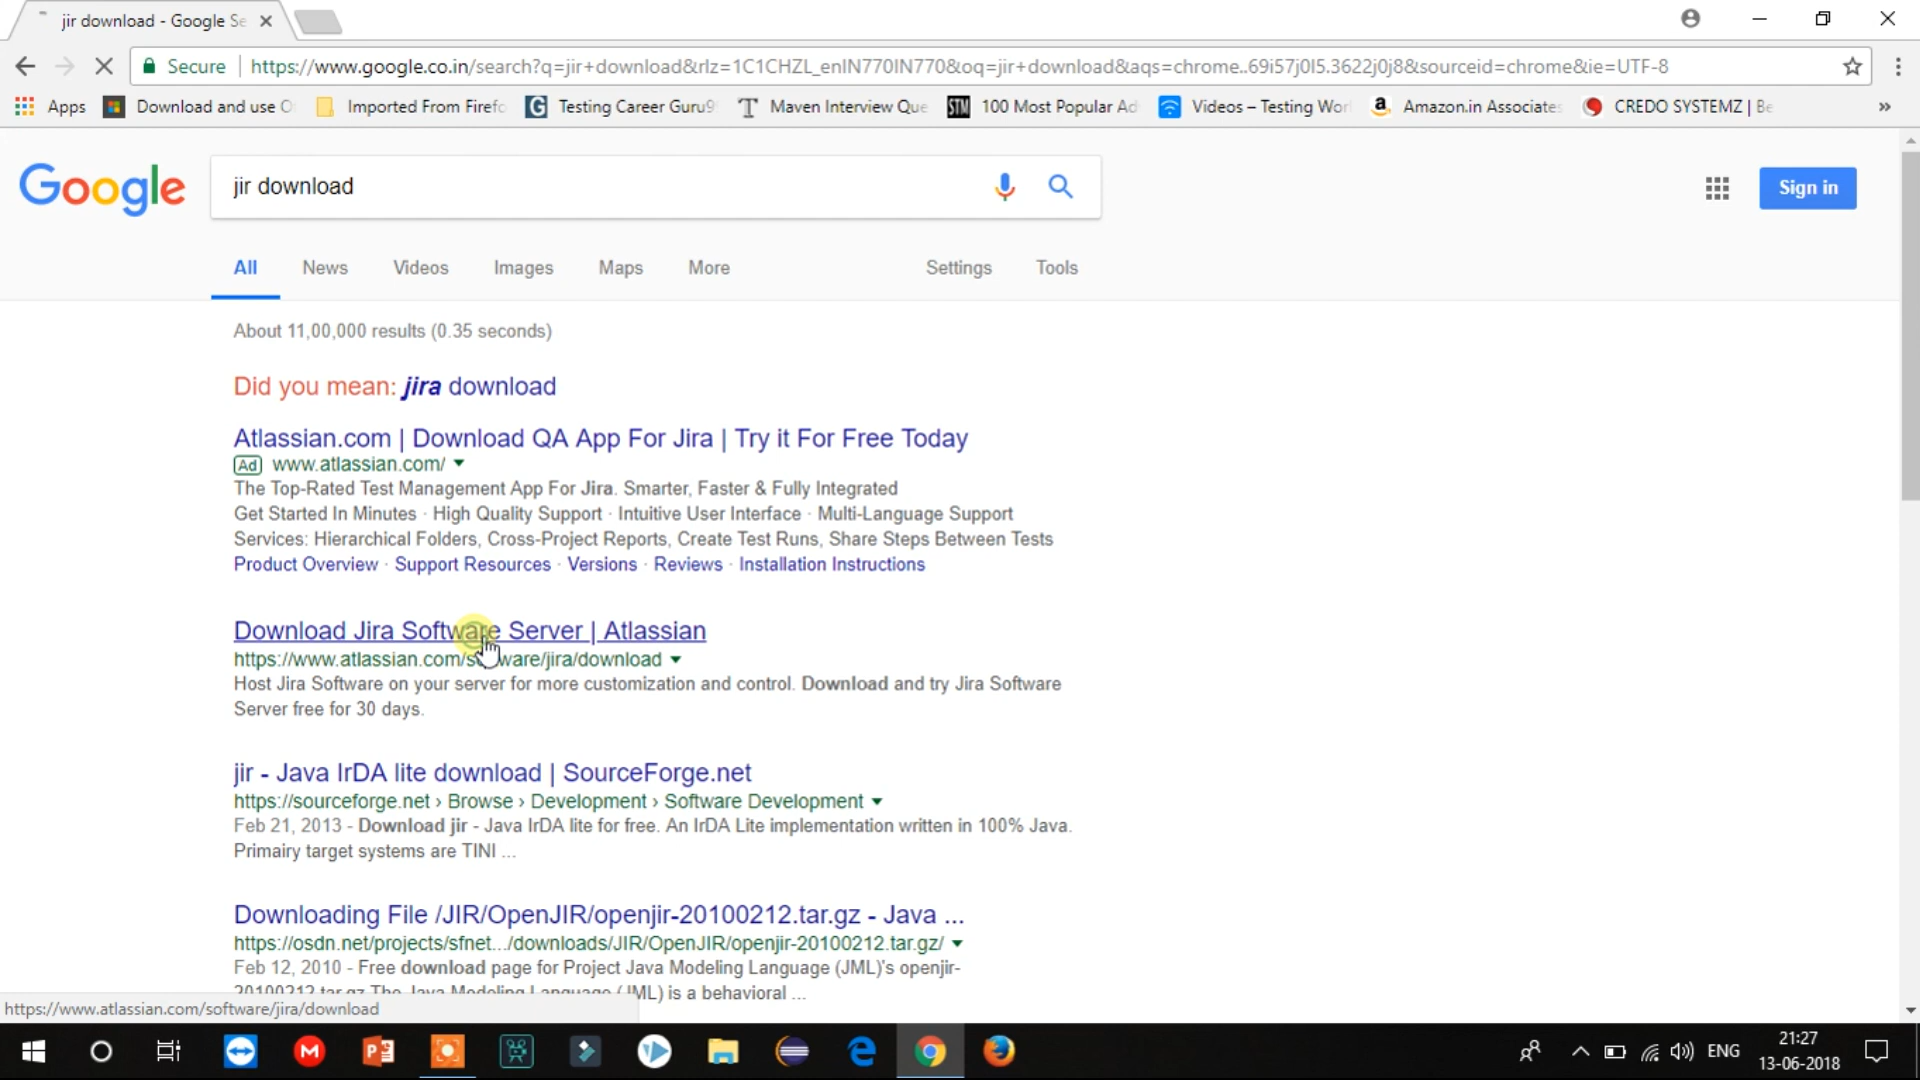 jir download - Google Se
Secure https://www.google.co.in/search?q=jir+download&rlz=1C1CHZL_enIN770IN770&oq=jir+download&aqs=chrome..69i57j0l5.3622j0j8&sourceid=chrome&ie=UTF-8
Apps Download and use O Imported From Firefo Testing Career Guru9 Maven Interview Que STM 100 Most Popular Ad Videos – Testing Wor Amazon.in Associates CREDO SYSTEMZ | Be
Google jir download Sign in
All News Videos Images Maps More Settings Tools
About 11,00,000 results (0.35 seconds)
Did you mean: jira download
Atlassian.com | Download QA App For Jira | Try it For Free Today
Ad www.atlassian.com/
The Top-Rated Test Management App For Jira. Smarter, Faster & Fully Integrated
Get Started In Minutes · High Quality Support · Intuitive User Interface · Multi-Language Support
Services: Hierarchical Folders, Cross-Project Reports, Create Test Runs, Share Steps Between Tests
Product Overview · Support Resources · Versions · Reviews · Installation Instructions
Download Jira Software Server | Atlassian
https://www.atlassian.com/software/jira/download
Host Jira Software on your server for more customization and control. Download and try Jira Software
Server free for 30 days.
jir - Java IrDA lite download | SourceForge.net
https://sourceforge.net › Browse › Development › Software Development
Feb 21, 2013 - Download jir - Java IrDA lite for free. An IrDA Lite implementation written in 100% Java.
Primairy target systems are TINI ...
Downloading File /JIR/OpenJIR/openjir-20100212.tar.gz - Java ...
https://osdn.net/projects/sfnet.../downloads/JIR/OpenJIR/openjir-20100212.tar.gz/
Feb 12, 2010 - Free download page for Project Java Modeling Language (JML)'s openjir-
20100212.tar.gz.The Java Modeling Language (JML) is a behavioral ...
https://www.atlassian.com/software/jira/download
ENG 21:27
13-06-2018